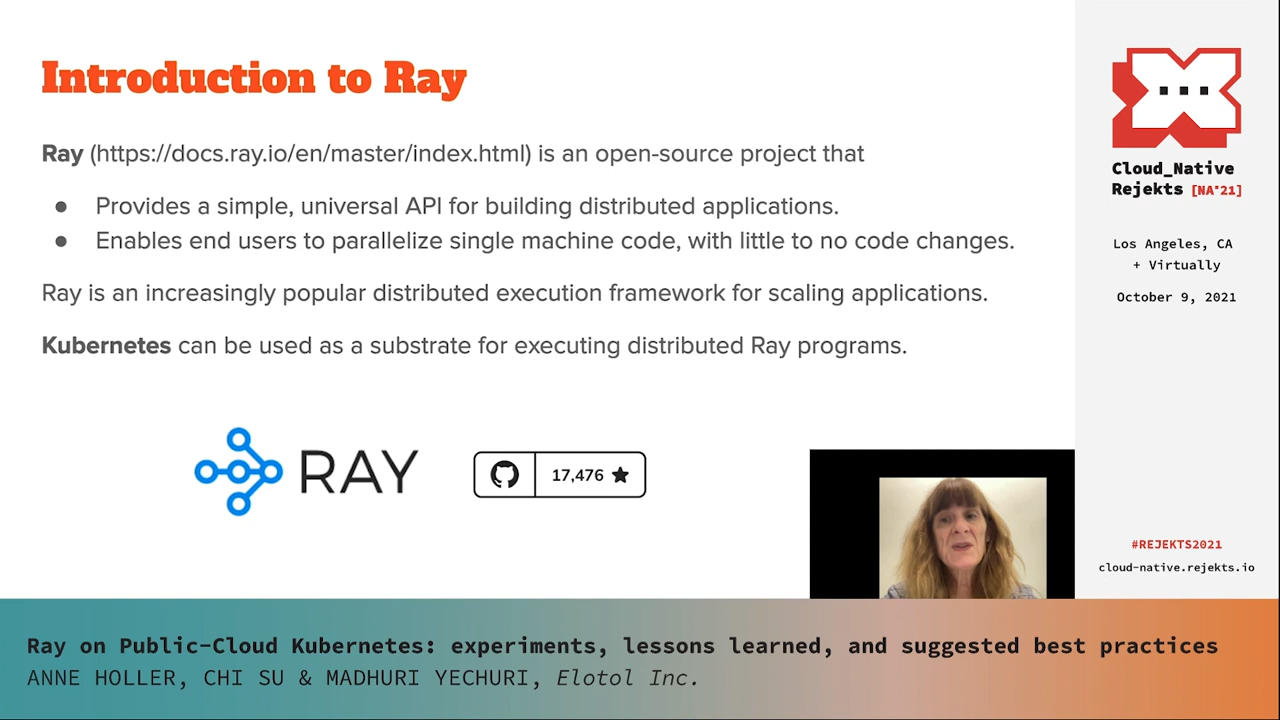 Introduction to Ray
Ray (https://docs.ray.io/en/master/index.html) is an open-source project that
● Provides a simple, universal API for building distributed applications.
● Enables end users to parallelize single machine code, with little to no code changes.
Ray is an increasingly popular distributed execution framework for scaling applications.
Kubernetes can be used as a substrate for executing distributed Ray programs.
RAY
17,476 ★
Cloud_Native
Rejekts [NA'21]
Los Angeles, CA
+ Virtually
October 9, 2021
#REJEKTS2021
cloud-native.rejekts.io
Ray on Public-Cloud Kubernetes: experiments, lessons learned, and suggested best practices
ANNE HOLLER, CHI SU & MADHURI YECHURI, Elotol Inc.